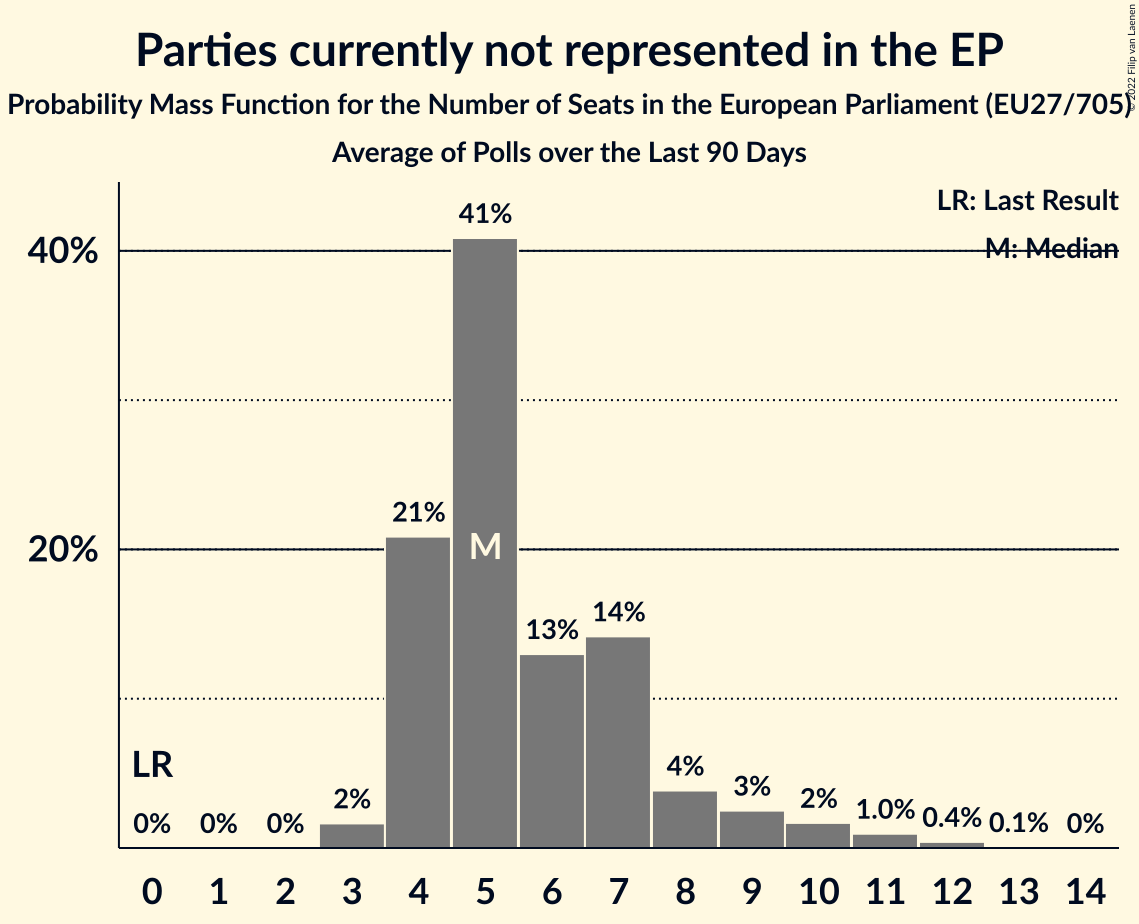 Parties currently not represented in the EP
Probability Mass Function for the Number of Seats in the European Parliament (EU27/705)
Average of Polls over the Last 90 Days
© 2022 Filip van Laenen
LR: Last Result
M: Median
40%
20%
41%
21%
M
14%
13%
LR
4%
3%
2%
2%
1.0%
0.4%
0.1%
0%
0%
0%
0%
0 1 2 3 4 5 6 7 8 9 10 11 12 13 14